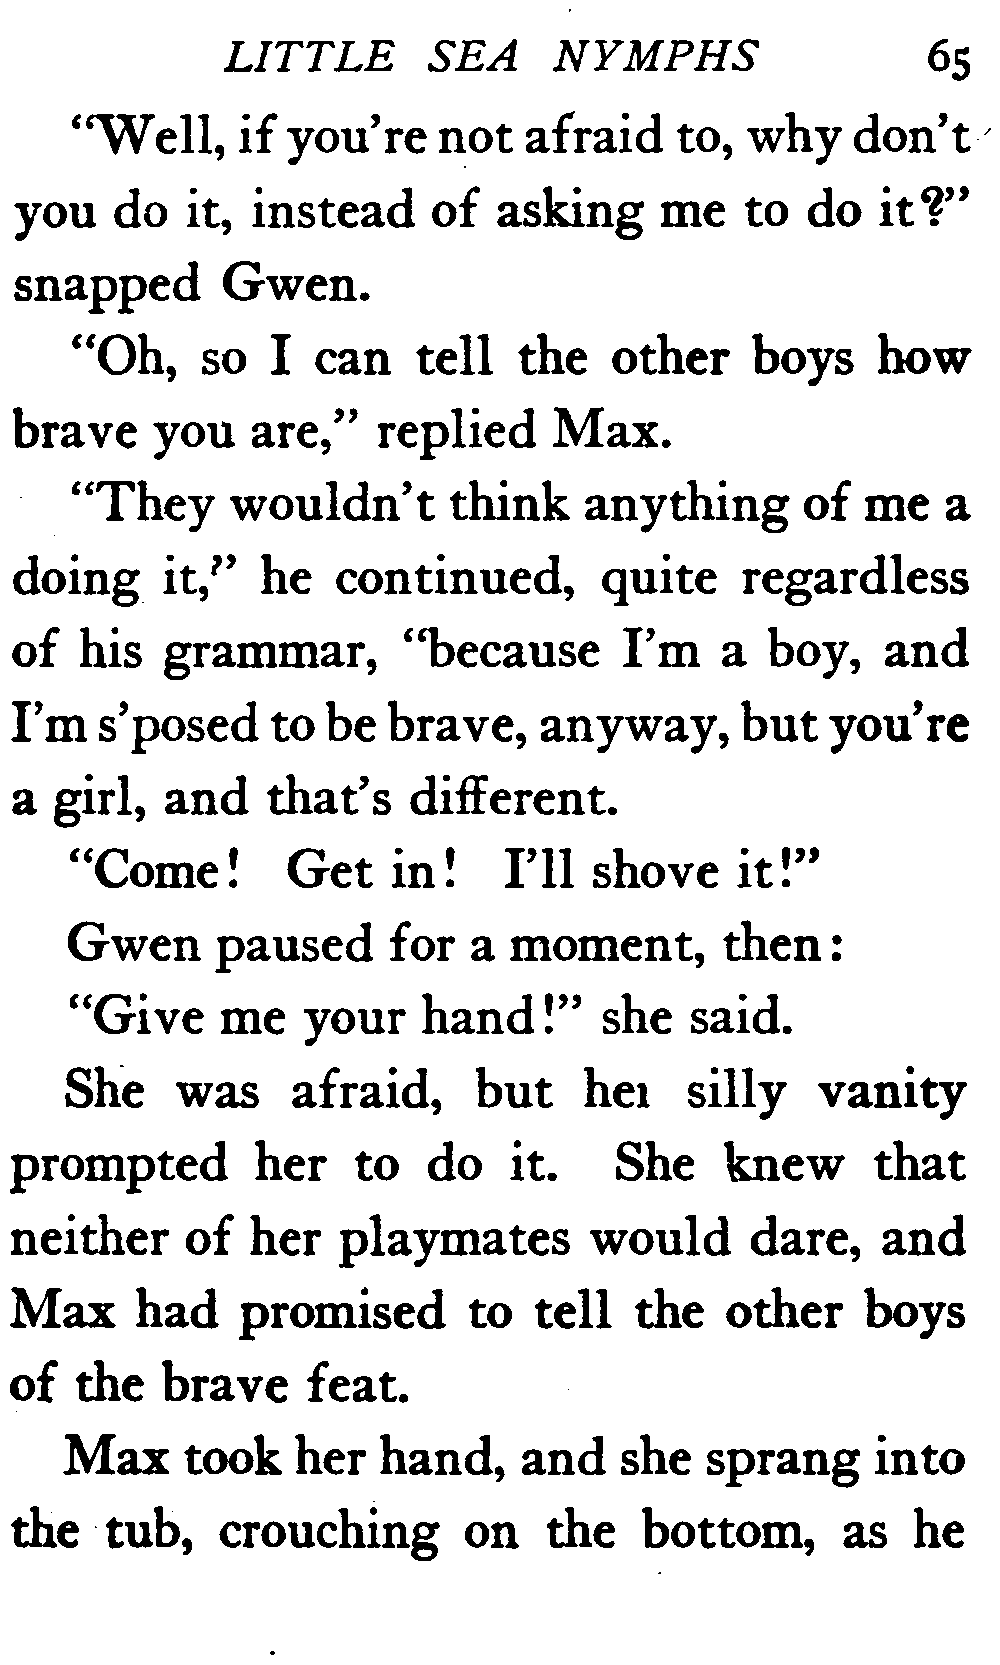 LITTLE SEA NYMPHS 65
“Well, if you’re not afraid to, why don’t
you do it, instead of asking me to do it?”
snapped Gwen.
“Oh, so I can tell the other boys how
brave you are,” replied Max.
“They wouldn’t think anything of me a
doing it,” he continued, quite regardless
of his grammar, “because I’m a boy, and
I’m s’posed to be brave, anyway, but you’re
a girl, and that’s different.
“Come! Get in! I’ll shove it!”
Gwen paused for a moment, then:
“Give me your hand!” she said.
She was afraid, but her silly vanity
prompted her to do it. She knew that
neither of her playmates would dare, and
Max had promised to tell the other boys
of the brave feat.
Max took her hand, and she sprang into
the tub, crouching on the bottom, as he